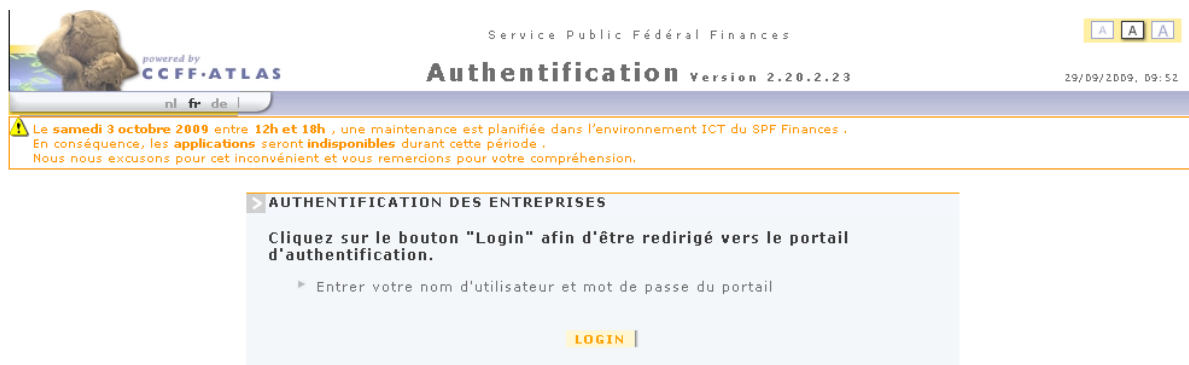 Service Public Fédéral Finances
A A A
powered by
CCFF-ATLAS
Authentification Version 2.20.2.23
29/09/2009, 09:52
nl fr de |
Le samedi 3 octobre 2009 entre 12h et 18h , une maintenance est planifiée dans l'environnement ICT du SPF Finances .
En conséquence, les applications seront indisponibles durant cette période .
Nous nous excusons pour cet inconvénient et vous remercions pour votre compréhension.
AUTHENTIFICATION DES ENTREPRISES
Cliquez sur le bouton "Login" afin d'être redirigé vers le portail
d'authentification.
Entrer votre nom d'utilisateur et mot de passe du portail
LOGIN